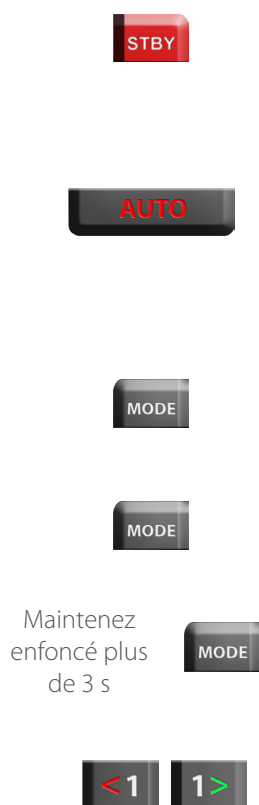 STBY
AUTO
MODE
MODE
Maintenez
enfoncé plus
de 3 s
MODE
<1 1>